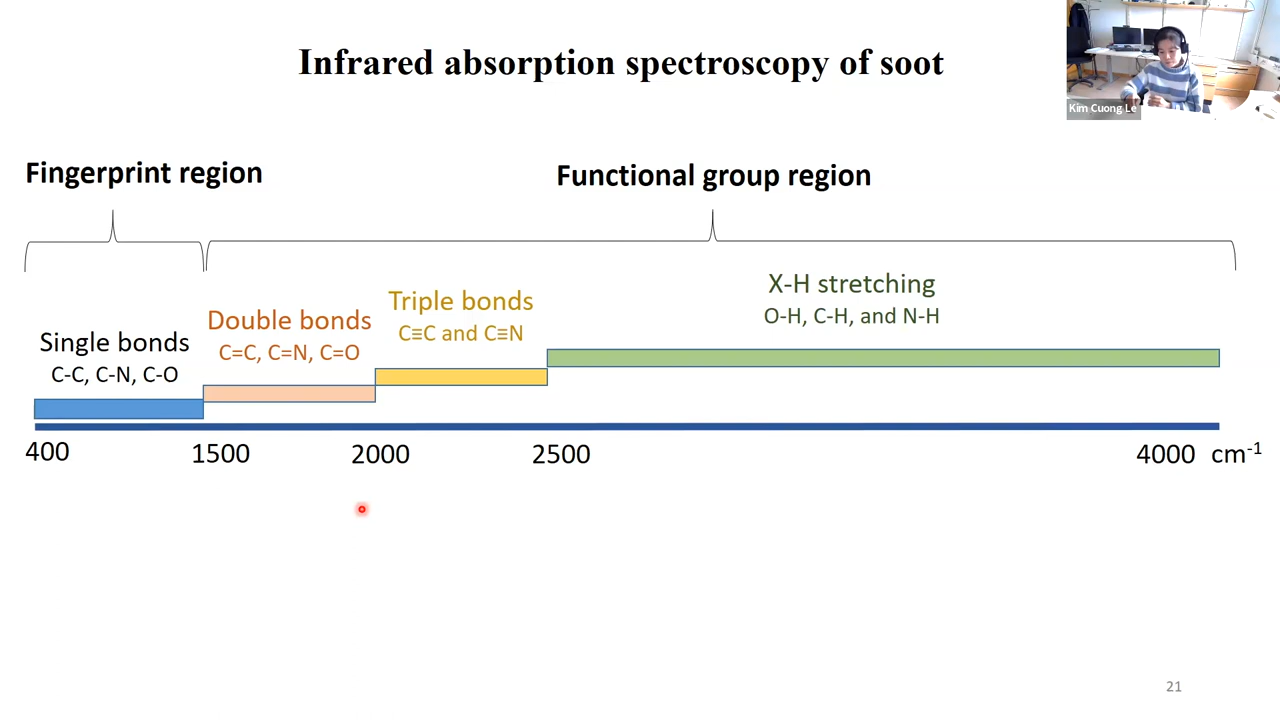 Infrared absorption spectroscopy of soot
Kim Cuong Le
Fingerprint region
Functional group region
Single bonds
C-C, C-N, C-O
Double bonds
C=C, C=N, C=O
Triple bonds
C≡C and C≡N
X-H stretching
O-H, C-H, and N-H
400 1500 2000 2500 4000 cm⁻¹
21